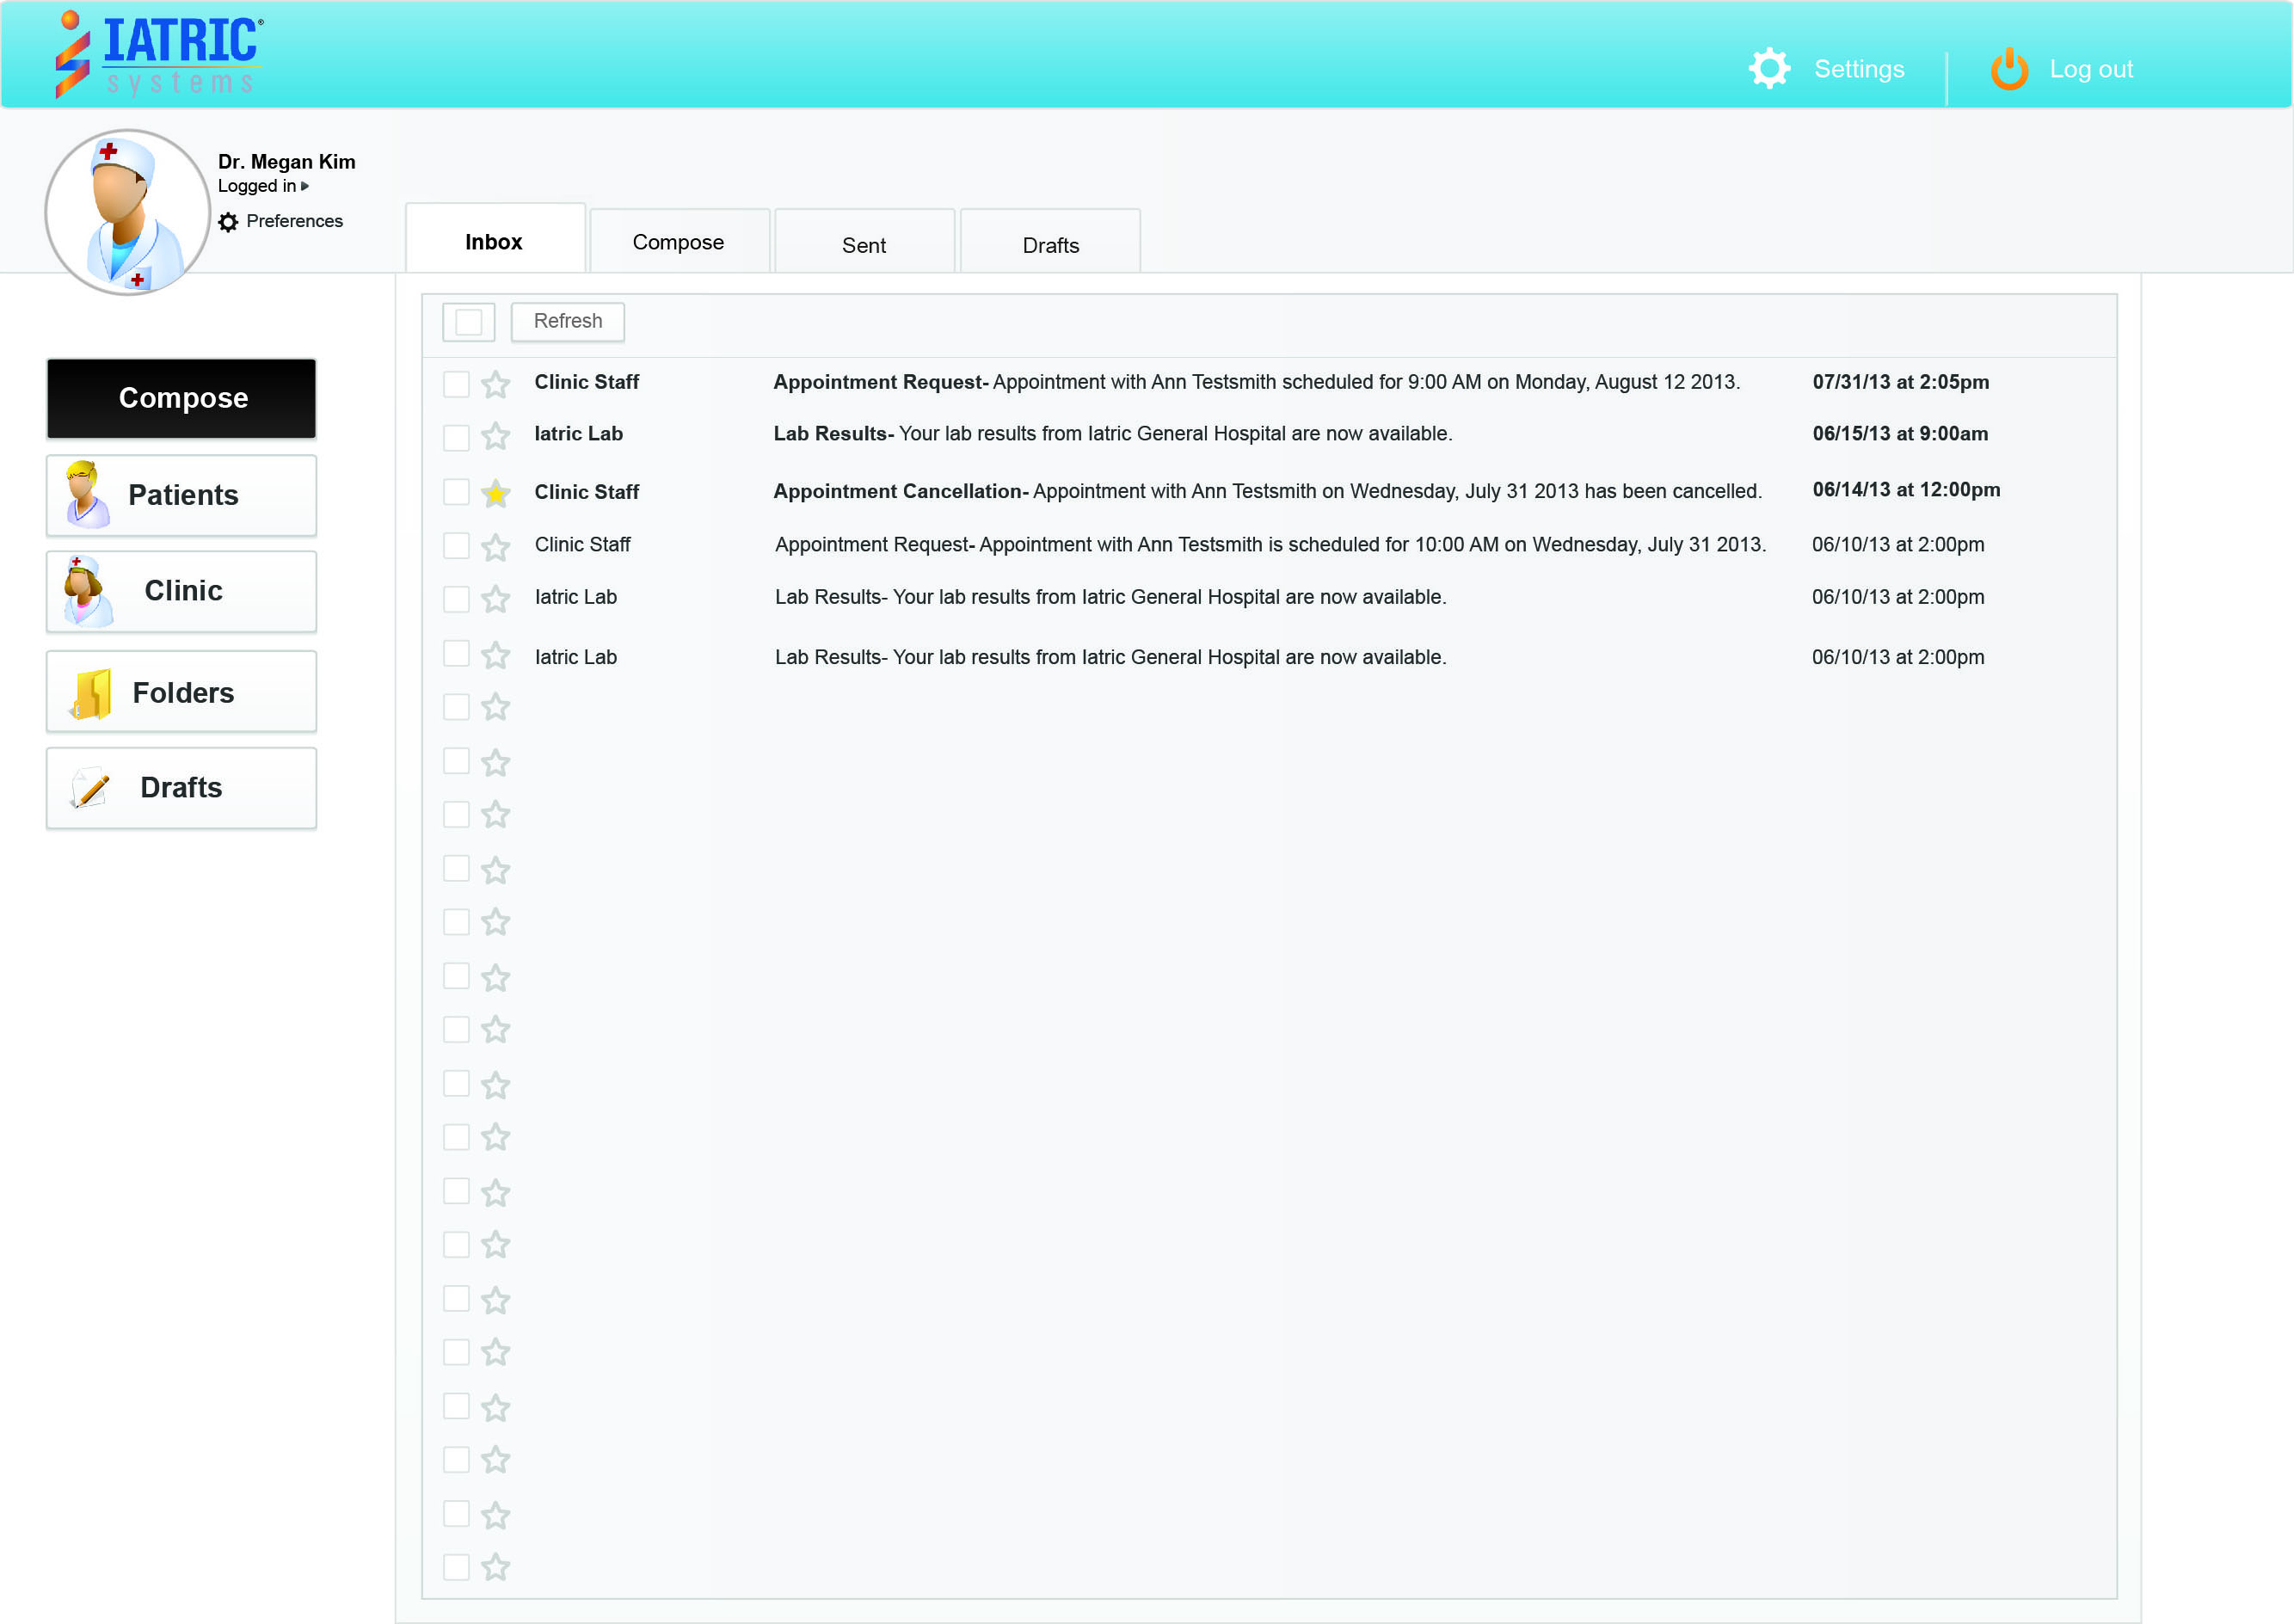 IATRIC®
systems
Settings
Log out
Dr. Megan Kim
Logged in
Preferences
Inbox
Compose
Sent
Drafts
Refresh
Clinic Staff Appointment Request- Appointment with Ann Testsmith scheduled for 9:00 AM on Monday, August 12 2013. 07/31/13 at 2:05pm
Iatric Lab Lab Results- Your lab results from Iatric General Hospital are now available. 06/15/13 at 9:00am
Clinic Staff Appointment Cancellation- Appointment with Ann Testsmith on Wednesday, July 31 2013 has been cancelled. 06/14/13 at 12:00pm
Clinic Staff Appointment Request- Appointment with Ann Testsmith is scheduled for 10:00 AM on Wednesday, July 31 2013. 06/10/13 at 2:00pm
Iatric Lab Lab Results- Your lab results from Iatric General Hospital are now available. 06/10/13 at 2:00pm
Iatric Lab Lab Results- Your lab results from Iatric General Hospital are now available. 06/10/13 at 2:00pm
Compose
Patients
Clinic
Folders
Drafts